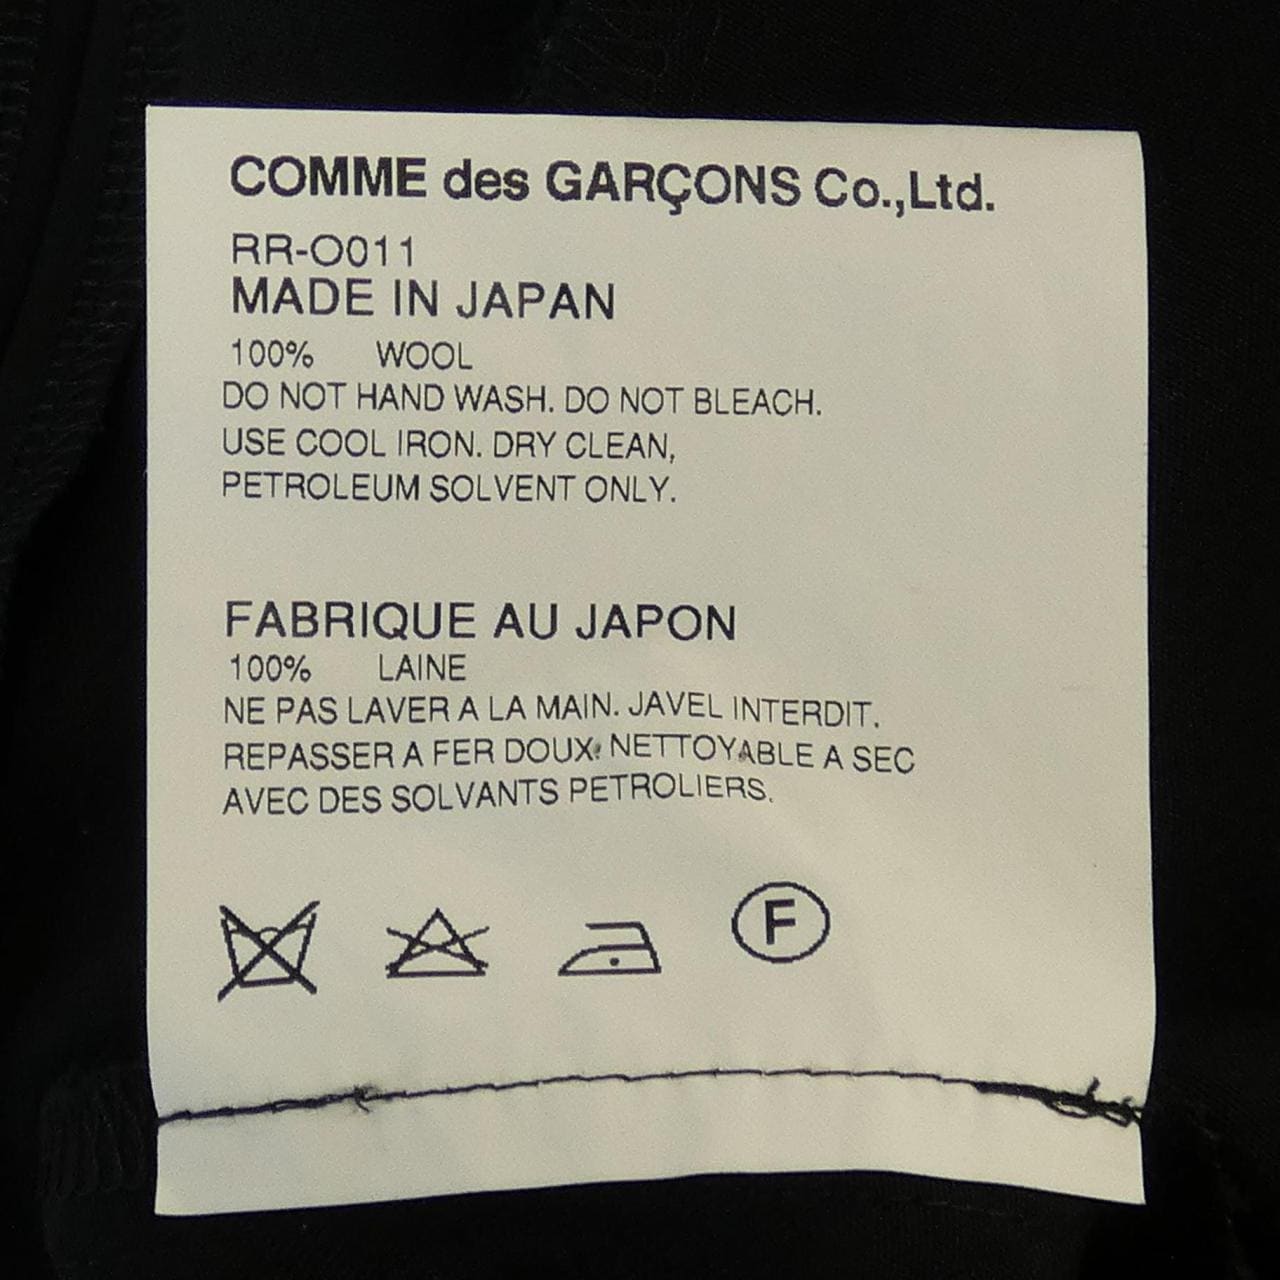 COMME des GARÇONS Co.,Ltd.
RR-O011
MADE IN JAPAN
100% WOOL
DO NOT HAND WASH. DO NOT BLEACH.
USE COOL IRON. DRY CLEAN,
PETROLEUM SOLVENT ONLY.
FABRIQUE AU JAPON
100% LAINE
NE PAS LAVER A LA MAIN. JAVEL INTERDIT.
REPASSER A FER DOUX. NETTOYABLE A SEC
AVEC DES SOLVANTS PETROLIERS.
F